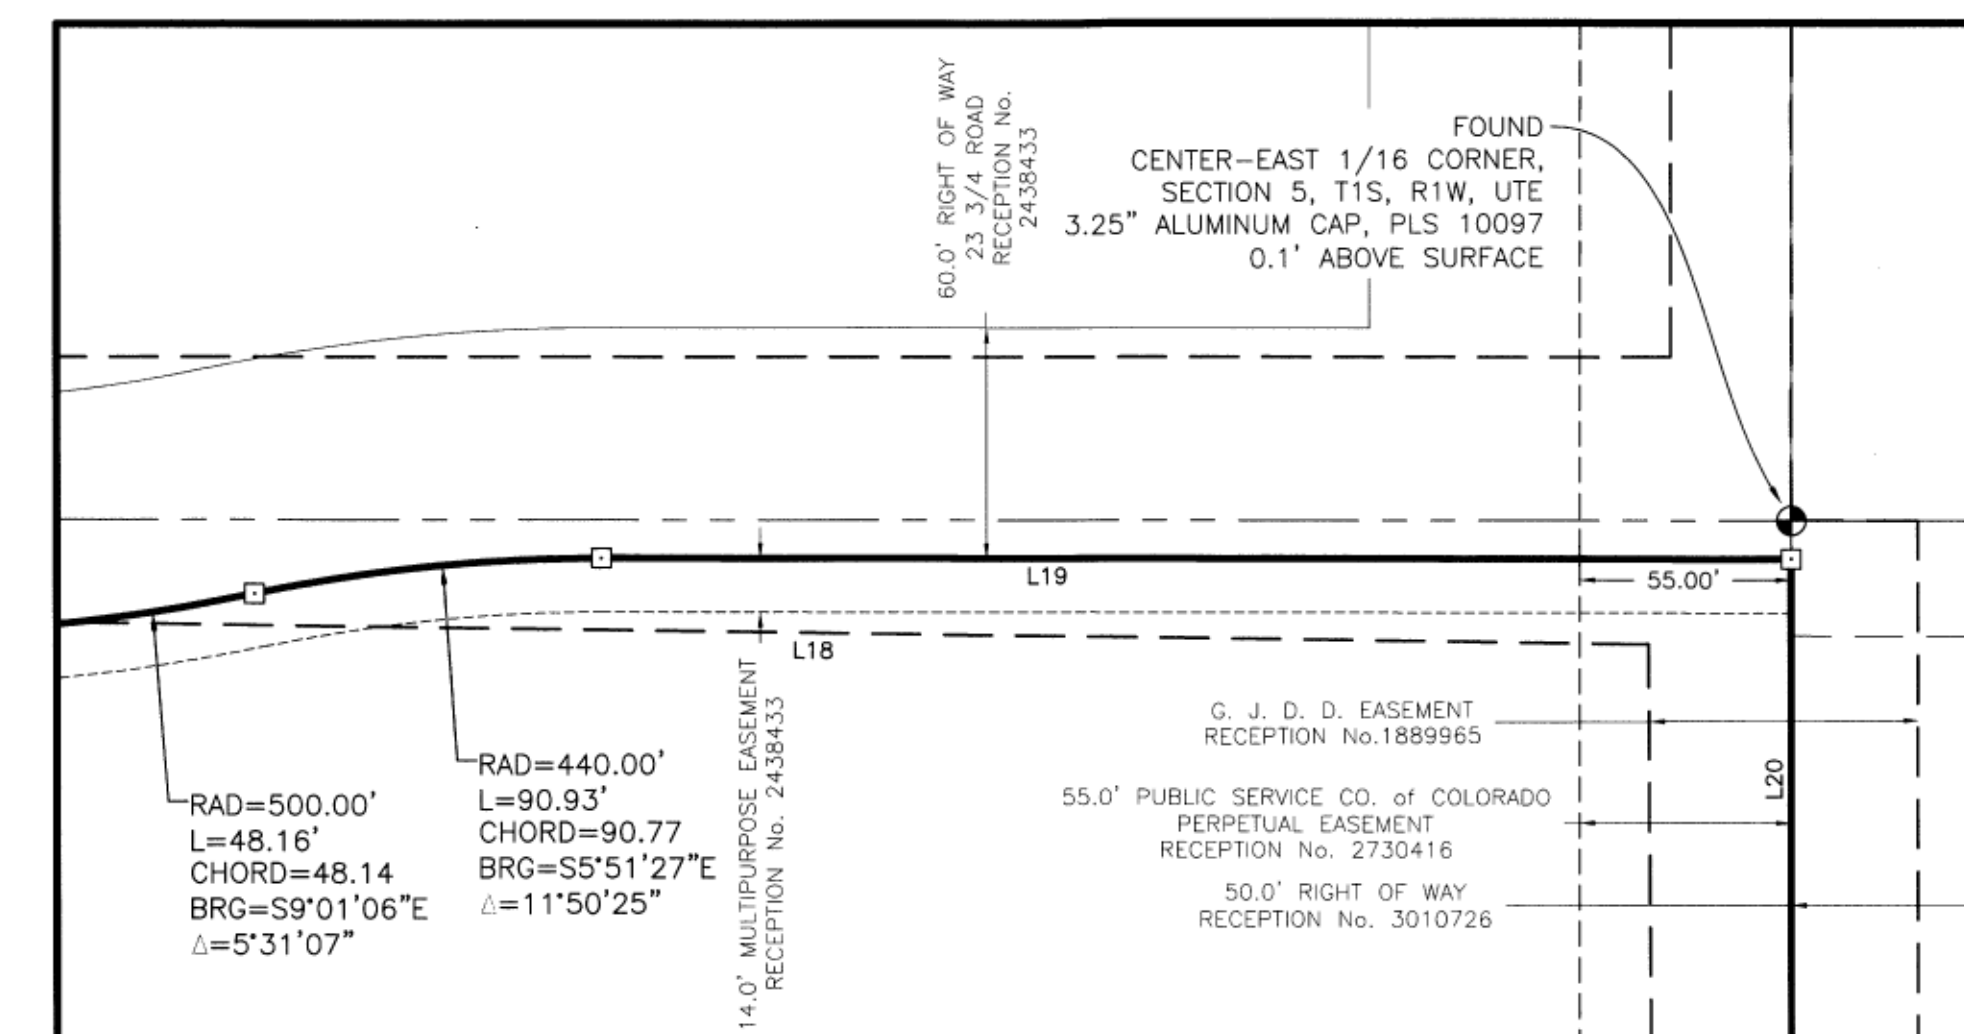 60.0' RIGHT OF WAY
23 3/4 ROAD
RECEPTION No.
2438433
FOUND
CENTER-EAST 1/16 CORNER,
SECTION 5, T1S, R1W, UTE
3.25" ALUMINUM CAP, PLS 10097
0.1' ABOVE SURFACE
L19
55.00'
L18
14.0' MULTIPURPOSE EASEMENT
RECEPTION No. 2438433
RAD=500.00'
L=48.16'
CHORD=48.14
BRG=S9°01'06"E
Δ=5°31'07"
RAD=440.00'
L=90.93'
CHORD=90.77
BRG=S5°51'27"E
Δ=11°50'25"
G. J. D. D. EASEMENT
RECEPTION No.1889965
55.0' PUBLIC SERVICE CO. of COLORADO
PERPETUAL EASEMENT
RECEPTION No. 2730416
50.0' RIGHT OF WAY
RECEPTION No. 3010726
L20